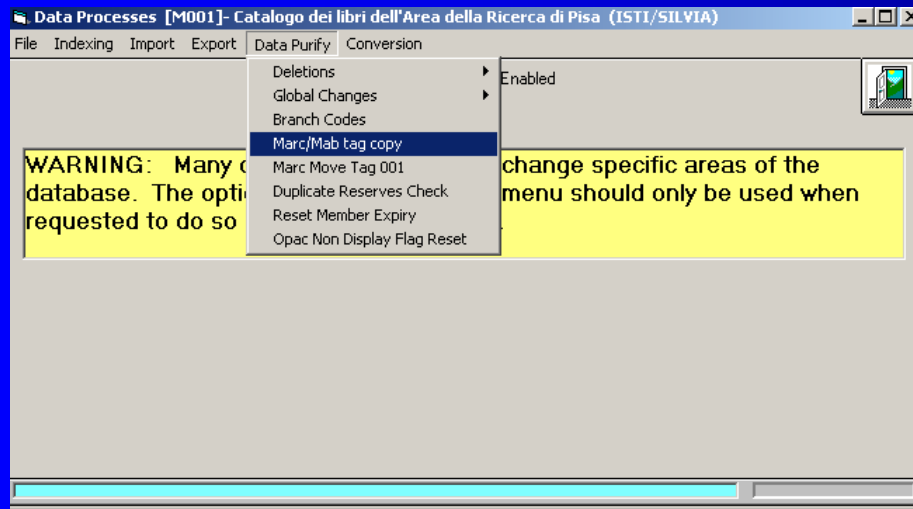 Data Processes [M001]- Catalogo dei libri dell'Area della Ricerca di Pisa (ISTI/SILVIA)
File Indexing Import Export Data Purify Conversion
Deletions
Global Changes
Branch Codes
Marc/Mab tag copy
Marc Move Tag 001
Duplicate Reserves Check
Reset Member Expiry
Opac Non Display Flag Reset
Enabled
WARNING: Many change specific areas of the
database. The menu should only be used when
requested to do so